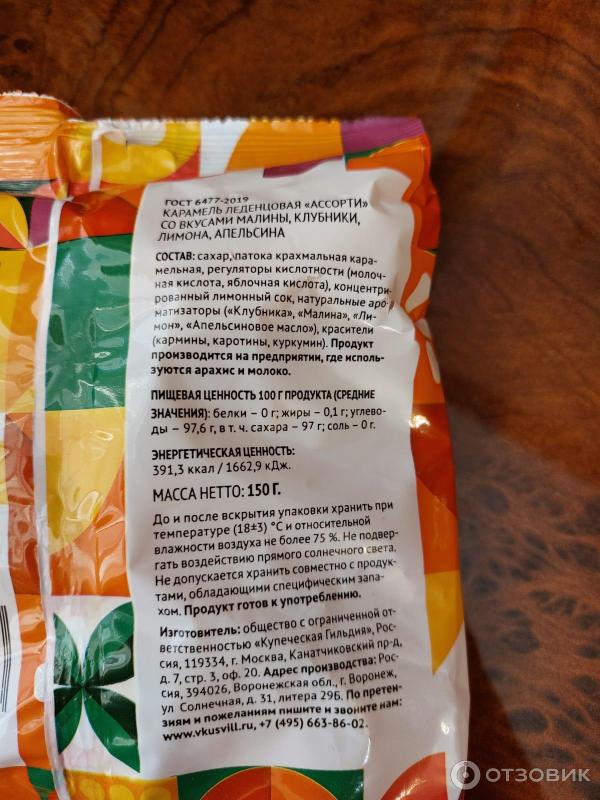 ГОСТ 6477-2019
КАРАМЕЛЬ ЛЕДЕНЦОВАЯ «АССОРТИ»
СО ВКУСАМИ МАЛИНЫ, КЛУБНИКИ,
ЛИМОНА, АПЕЛЬСИНА
СОСТАВ: сахар, патока крахмальная кара-
мельная, регуляторы кислотности (молоч-
ная кислота, яблочная кислота), концентри-
рованный лимонный сок, натуральные аро-
матизаторы («Клубника», «Малина», «Ли-
мон», «Апельсиновое масло»), красители
(кармины, каротины, куркумин). Продукт
производится на предприятии, где исполь-
зуются арахис и молоко.
ПИЩЕВАЯ ЦЕННОСТЬ 100 Г ПРОДУКТА (СРЕДНИЕ
ЗНАЧЕНИЯ): белки – 0 г; жиры – 0,1 г; углево-
ды – 97,6 г, в т. ч. сахара – 97 г; соль – 0 г.
ЭНЕРГЕТИЧЕСКАЯ ЦЕННОСТЬ:
391,3 ккал / 1662,9 кДж.
МАССА НЕТТО: 150 Г.
До и после вскрытия упаковки хранить при
температуре (18±3) °С и относительной
влажности воздуха не более 75 %. Не подвер-
гать воздействию прямого солнечного света.
Не допускается хранить совместно с продук-
тами, обладающими специфическим запа-
хом. Продукт готов к употреблению.
Изготовитель: общество с ограниченной от-
ветственностью «Купеческая Гильдия», Рос-
сия, 119334, г. Москва, Канатчиковский пр-д,
д. 7, стр. 3, оф. 20. Адрес производства: Рос-
сия, 394026, Воронежская обл., г. Воронеж,
ул Солнечная, д. 31, литера 29Б. По претен-
зиям и пожеланиям пишите и звоните нам:
www.vkusvill.ru, +7 (495) 663-86-02.
ОТЗОВИК